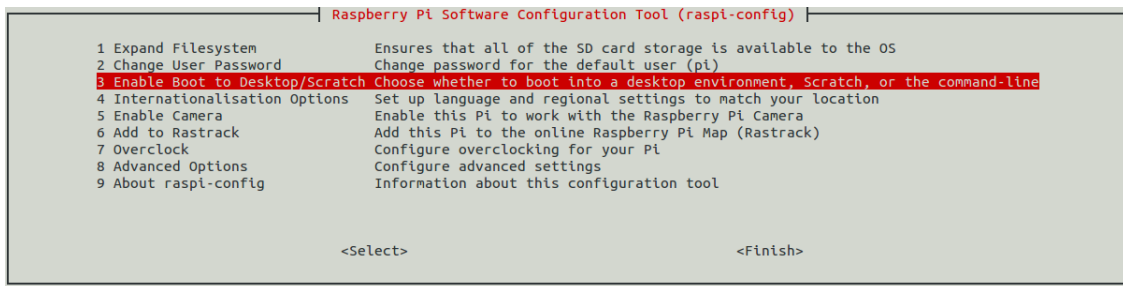 Raspberry Pi Software Configuration Tool (raspi-config)
1 Expand Filesystem Ensures that all of the SD card storage is available to the OS
2 Change User Password Change password for the default user (pi)
3 Enable Boot to Desktop/Scratch Choose whether to boot into a desktop environment, Scratch, or the command-line
4 Internationalisation Options Set up language and regional settings to match your location
5 Enable Camera Enable this Pi to work with the Raspberry Pi Camera
6 Add to Rastrack Add this Pi to the online Raspberry Pi Map (Rastrack)
7 Overclock Configure overclocking for your Pi
8 Advanced Options Configure advanced settings
9 About raspi-config Information about this configuration tool
<Select> <Finish>